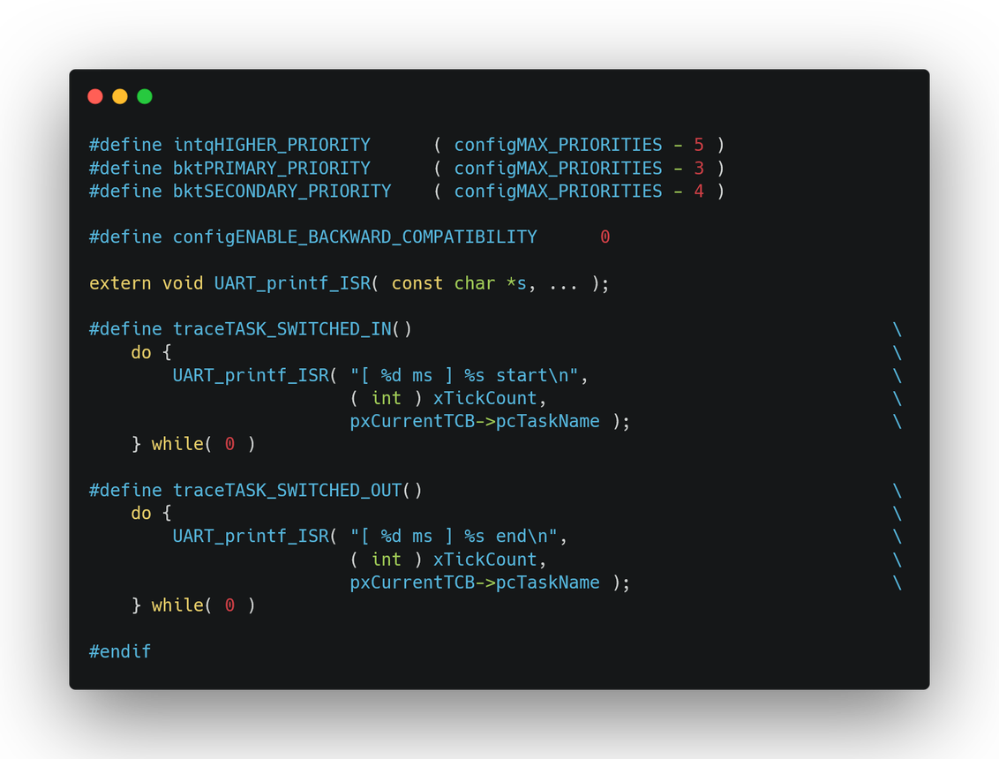 #define intqHIGHER_PRIORITY      ( configMAX_PRIORITIES - 5 )
#define bktPRIMARY_PRIORITY      ( configMAX_PRIORITIES - 3 )
#define bktSECONDARY_PRIORITY    ( configMAX_PRIORITIES - 4 )

#define configENABLE_BACKWARD_COMPATIBILITY      0

extern void UART_printf_ISR( const char *s, ... );

#define traceTASK_SWITCHED_IN()                                              \
    do {                                                                     \
        UART_printf_ISR( "[ %d ms ] %s start\n",                             \
                         ( int ) xTickCount,                                 \
                         pxCurrentTCB->pcTaskName );                         \
    } while( 0 )

#define traceTASK_SWITCHED_OUT()                                             \
    do {                                                                     \
        UART_printf_ISR( "[ %d ms ] %s end\n",                               \
                         ( int ) xTickCount,                                 \
                         pxCurrentTCB->pcTaskName );                         \
    } while( 0 )

#endif